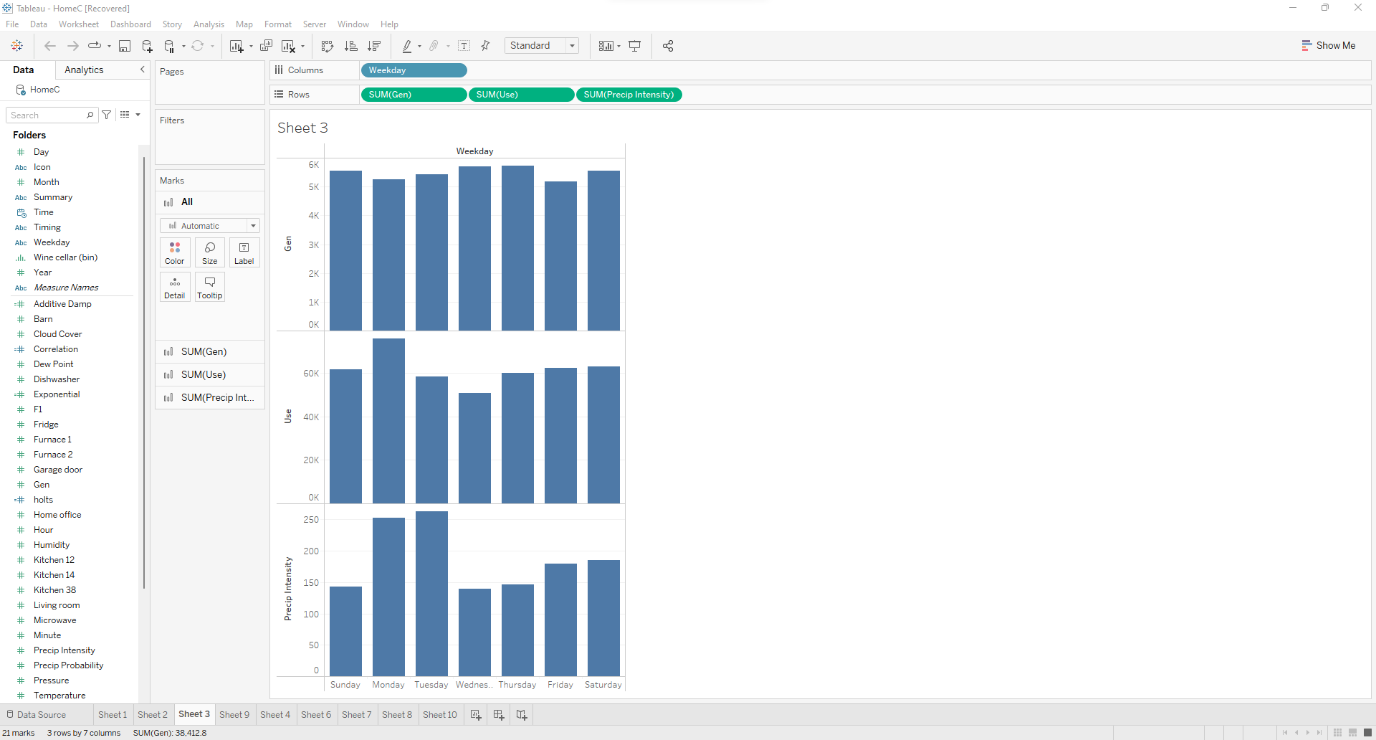 Tableau - HomeC [Recovered]
File Data Worksheet Dashboard Story Analysis Map Format Server Window Help
Standard
Show Me
Data Analytics
HomeC
Search
Folders
# Day
Abc Icon
# Month
Abc Summary
Time
Abc Timing
Abc Weekday
Wine cellar (bin)
# Year
Abc Measure Names
=# Additive Damp
# Barn
# Cloud Cover
=# Correlation
# Dew Point
# Dishwasher
=# Exponential
# F1
# Fridge
# Furnace 1
# Furnace 2
# Garage door
# Gen
=# holts
# Home office
# Hour
# Humidity
# Kitchen 12
# Kitchen 14
# Kitchen 38
# Living room
# Microwave
# Minute
# Precip Intensity
# Precip Probability
# Pressure
# Temperature
Pages
Filters
Marks
All
Automatic
Color Size Label
Detail Tooltip
SUM(Gen)
SUM(Use)
SUM(Precip Int...
Columns Weekday
Rows SUM(Gen) SUM(Use) SUM(Precip Intensity)
Sheet 3
Weekday
Gen
6K
5K
4K
3K
2K
1K
0K
Use
60K
40K
20K
0K
Precip Intensity
250
200
150
100
50
0
Sunday Monday Tuesday Wednes.. Thursday Friday Saturday
Data Source Sheet 1 Sheet 2 Sheet 3 Sheet 9 Sheet 4 Sheet 6 Sheet 7 Sheet 8 Sheet 10
21 marks 3 rows by 7 columns SUM(Gen): 38,412.8